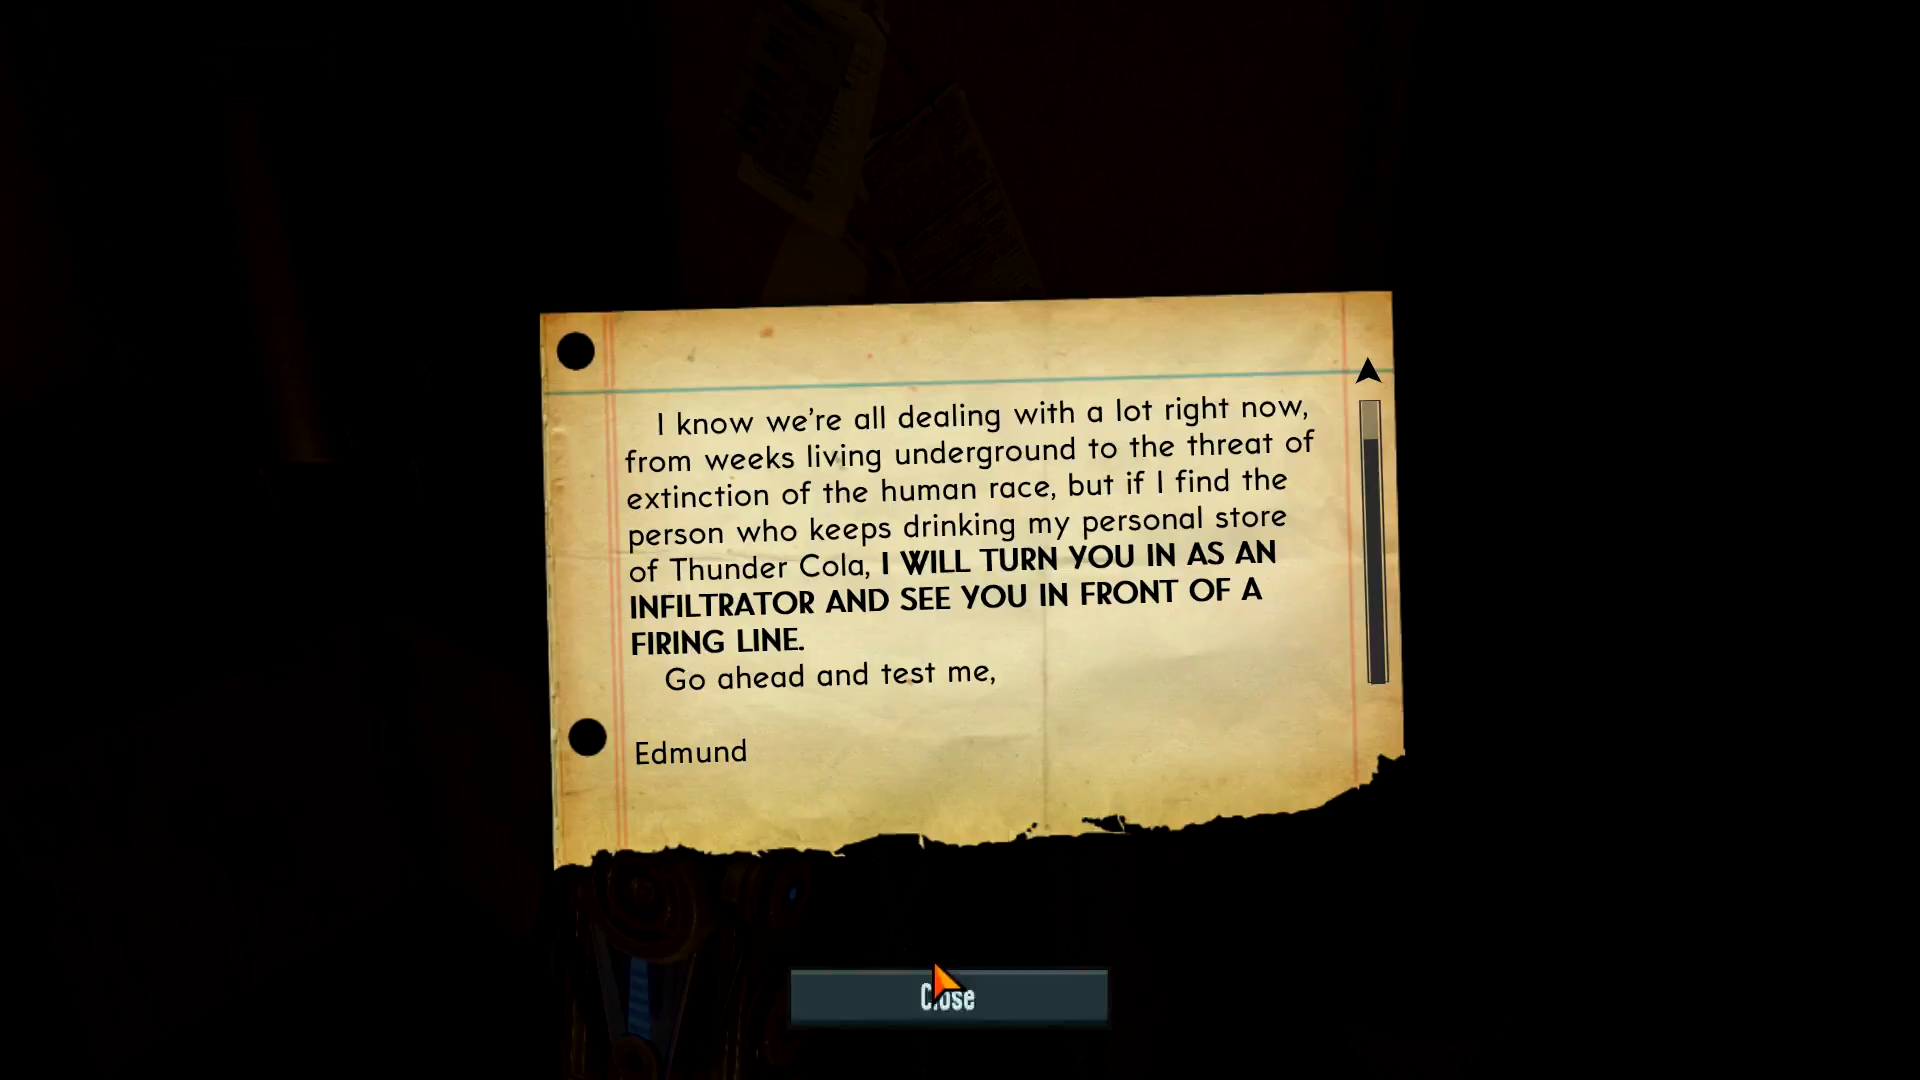 I know we're all dealing with a lot right now,
from weeks living underground to the threat of
extinction of the human race, but if I find the
person who keeps drinking my personal store
of Thunder Cola, I WILL TURN YOU IN AS AN
INFILTRATOR AND SEE YOU IN FRONT OF A
FIRING LINE.
Go ahead and test me,
Edmund
Close